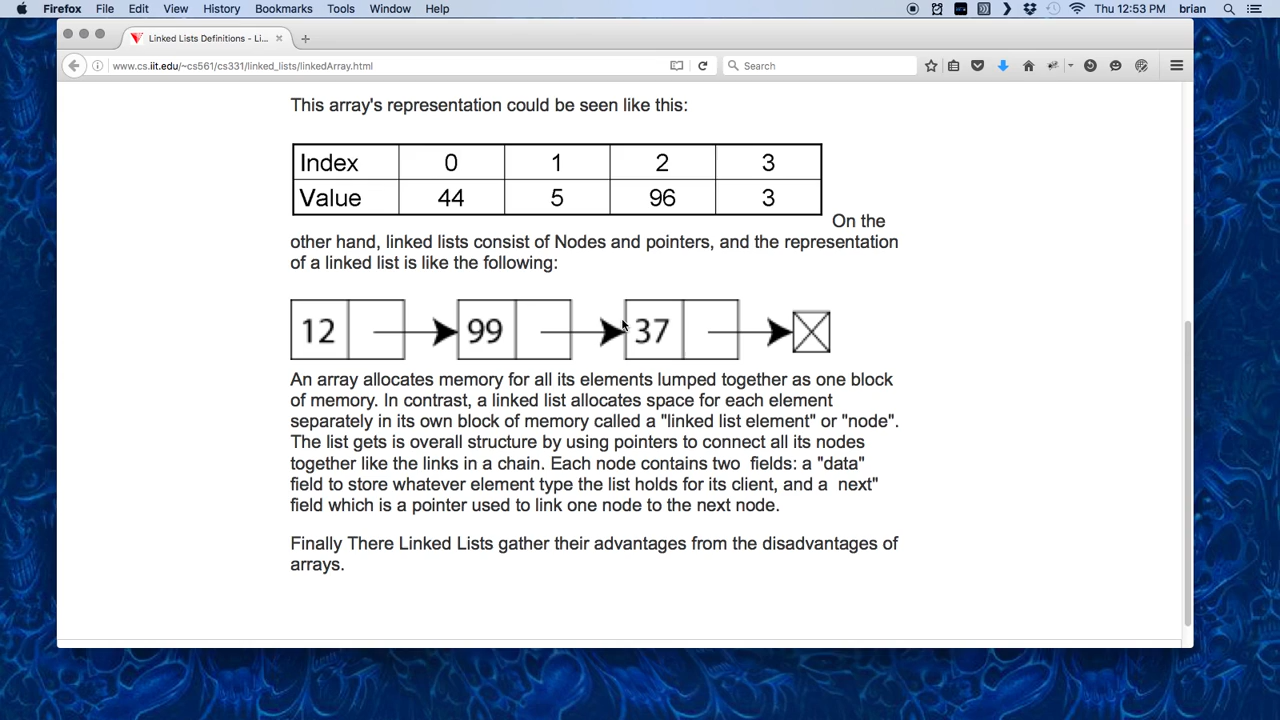 Firefox File Edit View History Bookmarks Tools Window Help Thu 12:53 PM brian
Linked Lists Definitions - Li...
www.cs.iit.edu/~cs561/cs331/linked_lists/linkedArray.html Search
This array's representation could be seen like this:
Index 0 1 2 3
Value 44 5 96 3
On the
other hand, linked lists consist of Nodes and pointers, and the representation
of a linked list is like the following:
12 99 37
An array allocates memory for all its elements lumped together as one block
of memory. In contrast, a linked list allocates space for each element
separately in its own block of memory called a "linked list element" or "node".
The list gets is overall structure by using pointers to connect all its nodes
together like the links in a chain. Each node contains two  fields: a "data"
field to store whatever element type the list holds for its client, and a  next"
field which is a pointer used to link one node to the next node.
Finally There Linked Lists gather their advantages from the disadvantages of
arrays.